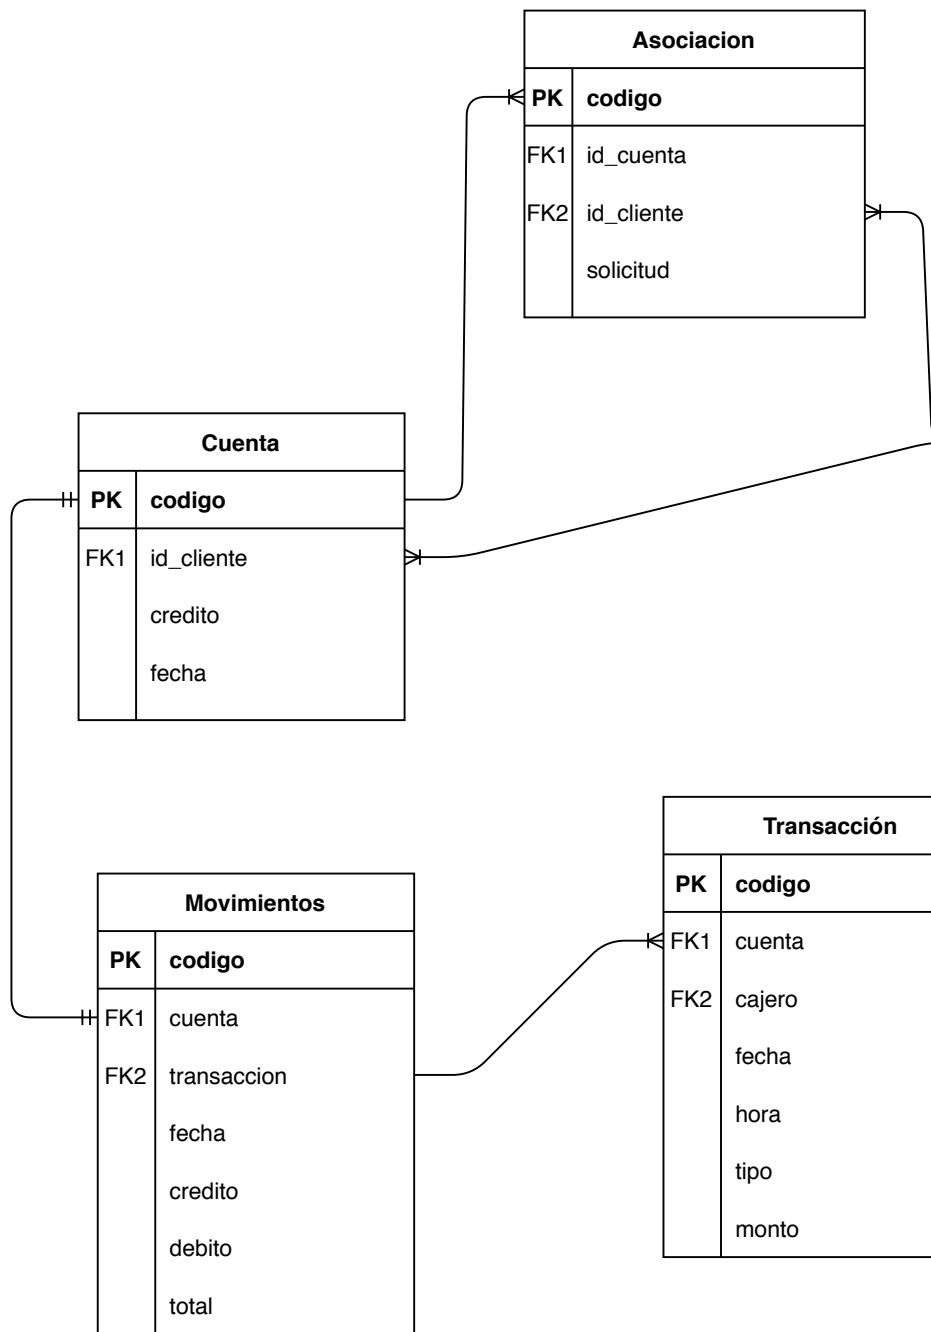 Asociacion
PK codigo
FK1 id_cuenta
FK2 id_cliente
solicitud
Cuenta
PK codigo
FK1 id_cliente
credito
fecha
Transacción
PK codigo
FK1 cuenta
FK2 cajero
fecha
hora
tipo
monto
Movimientos
PK codigo
FK1 cuenta
FK2 transaccion
fecha
credito
debito
total